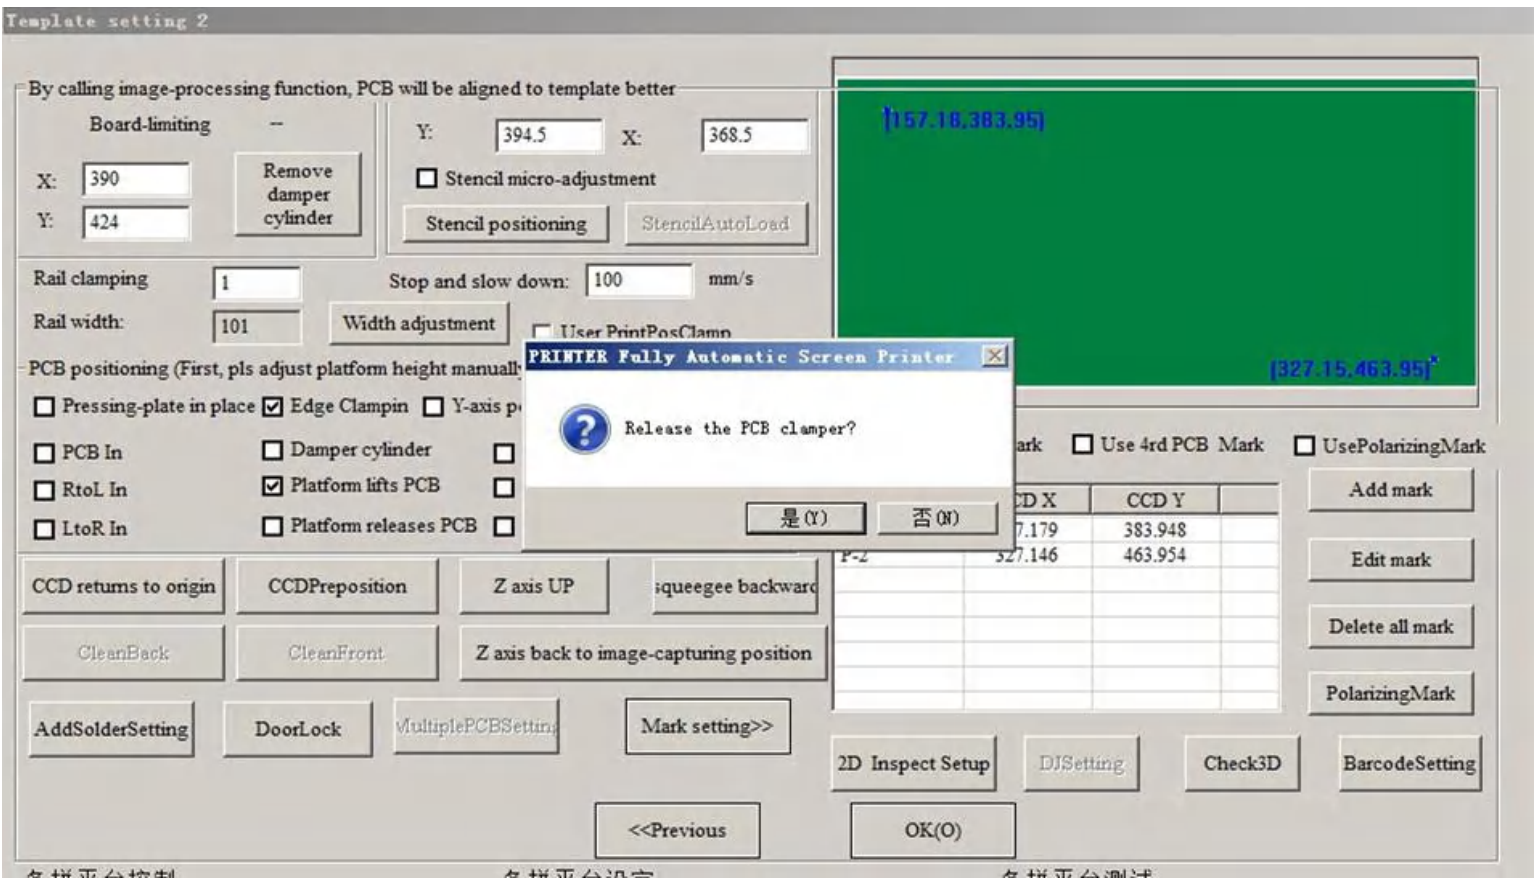 Template setting 2
By calling image-processing function, PCB will be aligned to template better
Board-limiting --
X: 390
Y: 424
Remove
damper
cylinder
Y: 394.5 X: 368.5
Stencil micro-adjustment
Stencil positioning StencilAutoLoad
[157.18,383.95]
[327.15,463.95]
Rail clamping 1
Stop and slow down: 100 mm/s
Rail width: 101 Width adjustment
User PrintPosClamp
PCB positioning (First, pls adjust platform height manually
Pressing-plate in place Edge Clampin Y-axis
PCB In Damper cylinder
RtoL In Platform lifts PCB
LtoR In Platform releases PCB
PRINTER Fully Automatic Screen Printer
Release the PCB clamper?
是(Y) 否(N)
Use 4rd PCB Mark UsePolarizingMark
CCD Y
383.948
P-2 327.146 463.954
Add mark
Edit mark
Delete all mark
PolarizingMark
CCD returns to origin CCDPreposition Z axis UP squeegee backward
CleanBack CleanFront Z axis back to image-capturing position
AddSolderSetting DoorLock MultiplePCBSetting Mark setting>>
2D Inspect Setup DJSetting Check3D BarcodeSetting
<<Previous OK(O)